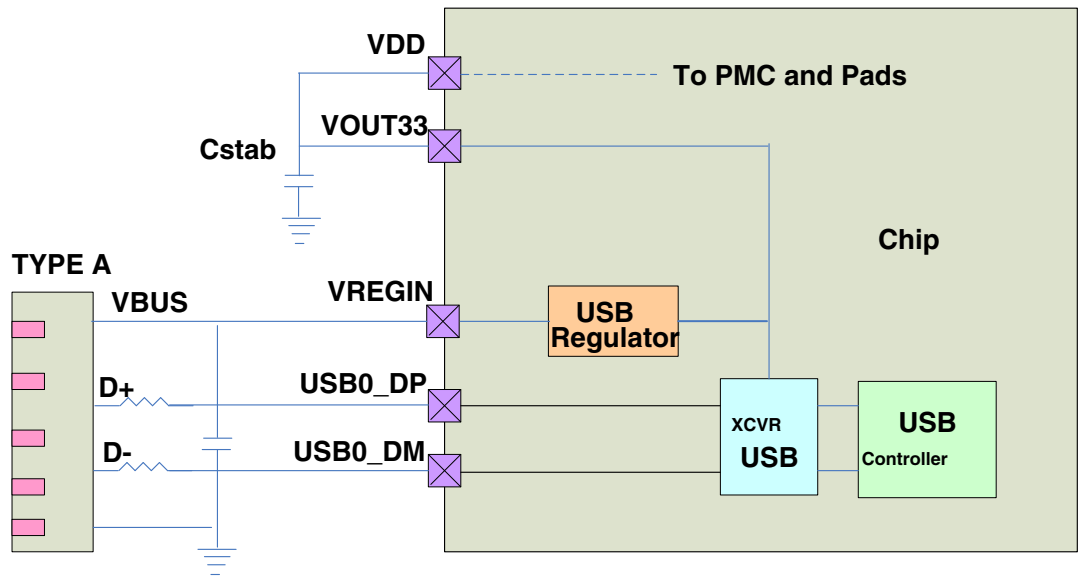 VDD
To PMC and Pads
VOUT33
Cstab
Chip
TYPE A
VBUS
VREGIN
USB
Regulator
D+
USB0_DP
D-
USB0_DM
XCVR
USB
USB
Controller